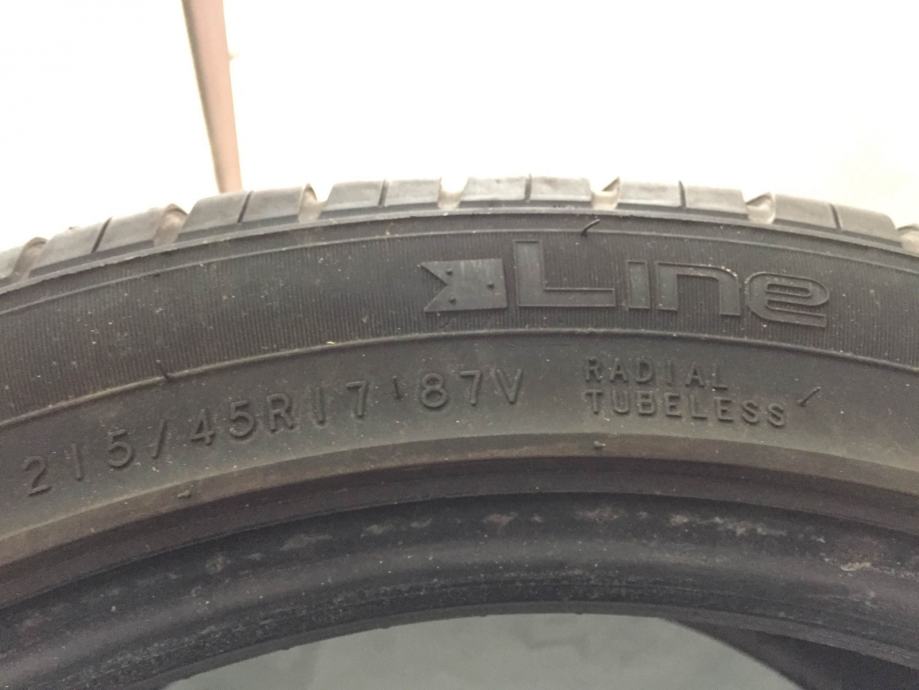 Line
215/45R17 87V
RADIAL
TUBELESS